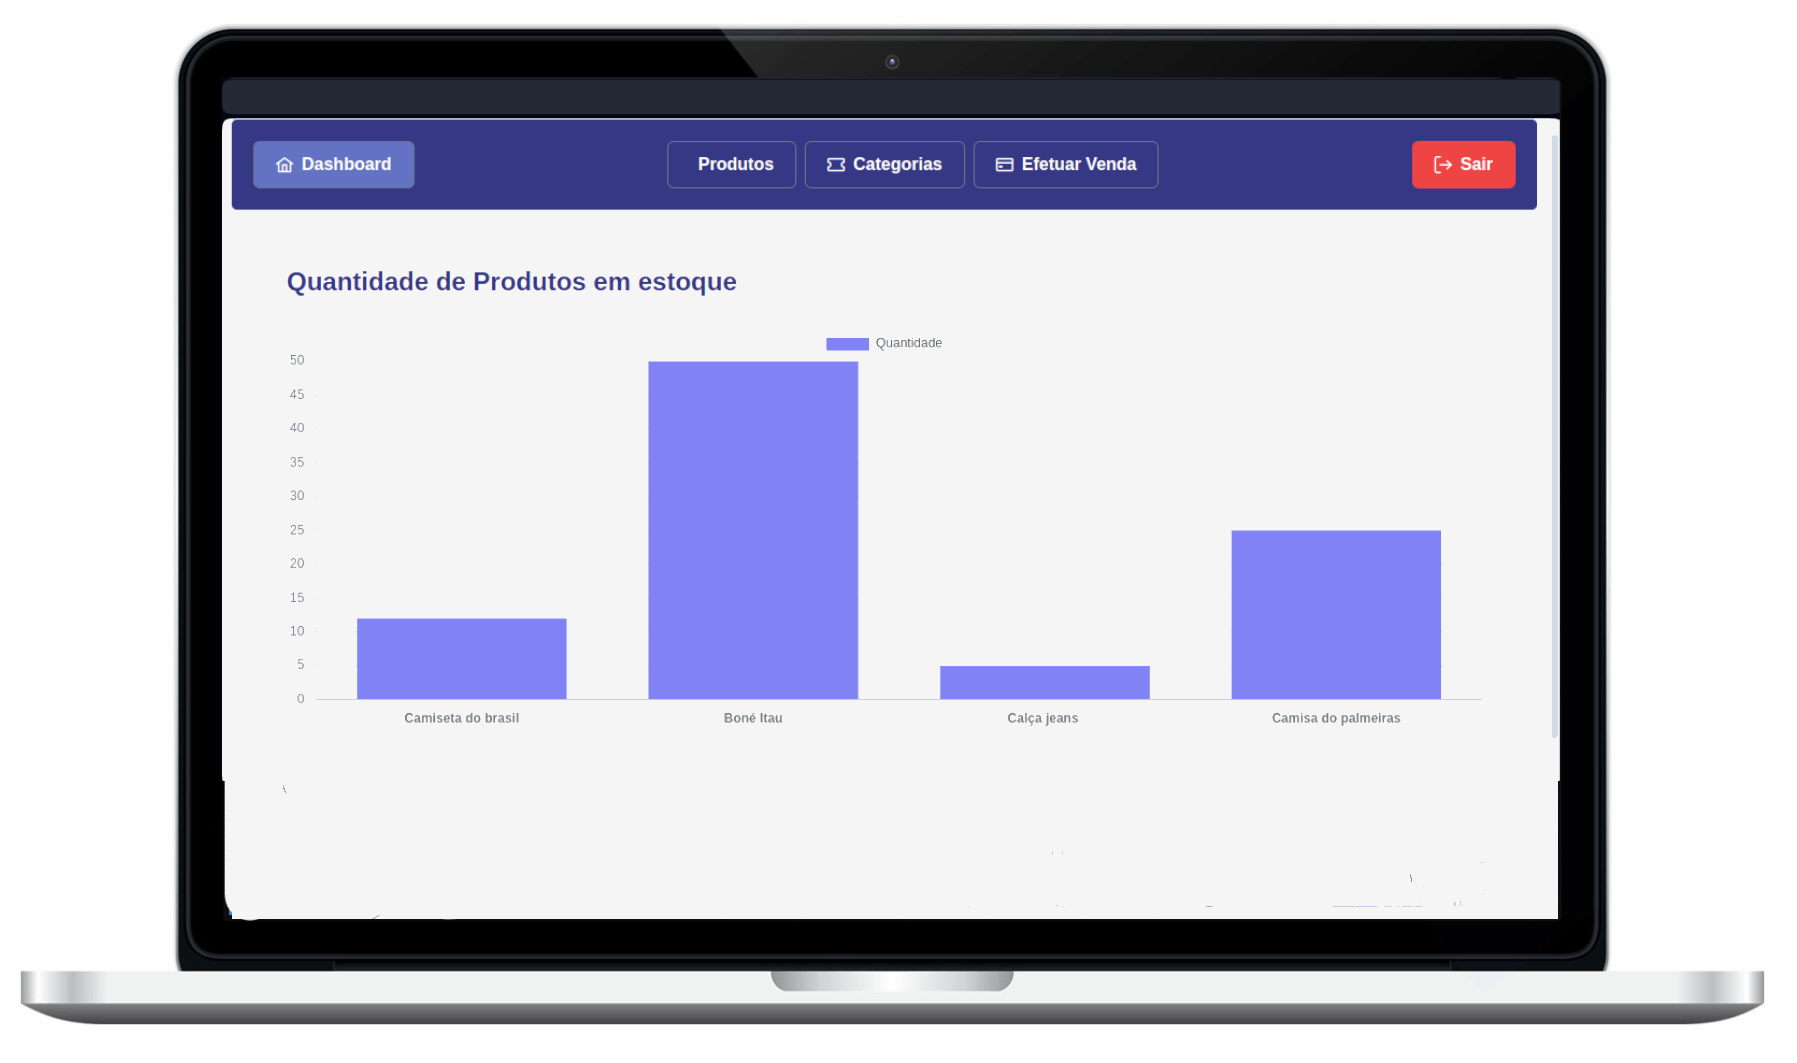 Dashboard
Produtos
Categorias
Efetuar Venda
Sair
Quantidade de Produtos em estoque
Quantidade
50
45
40
35
30
25
20
15
10
5
0
Camiseta do brasil
Boné Itau
Calça jeans
Camisa do palmeiras